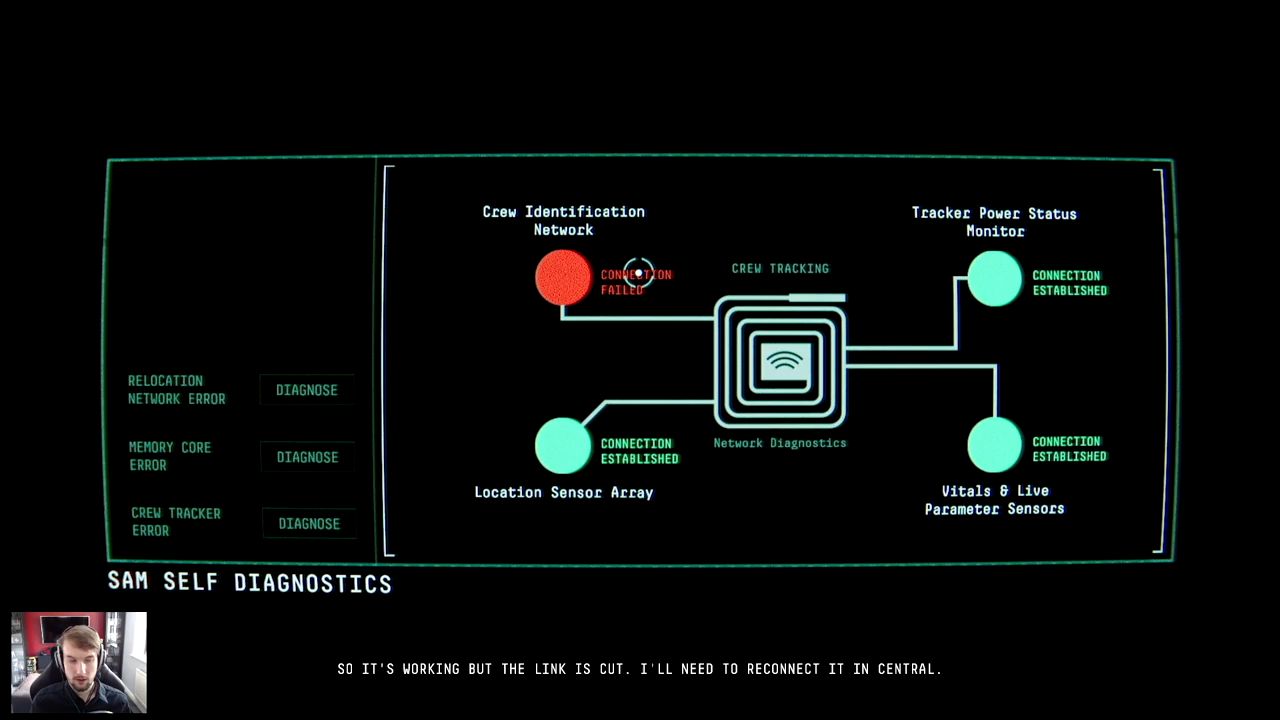 Crew Identification
Network
CONNECTION
FAILED
CREW TRACKING
Tracker Power Status
Monitor
CONNECTION
ESTABLISHED
RELOCATION
NETWORK ERROR
DIAGNOSE
MEMORY CORE
ERROR
DIAGNOSE
CREW TRACKER
ERROR
DIAGNOSE
CONNECTION
ESTABLISHED
Location Sensor Array
Network Diagnostics
CONNECTION
ESTABLISHED
Vitals & Live
Parameter Sensors
SAM SELF DIAGNOSTICS
SO IT'S WORKING BUT THE LINK IS CUT. I'LL NEED TO RECONNECT IT IN CENTRAL.